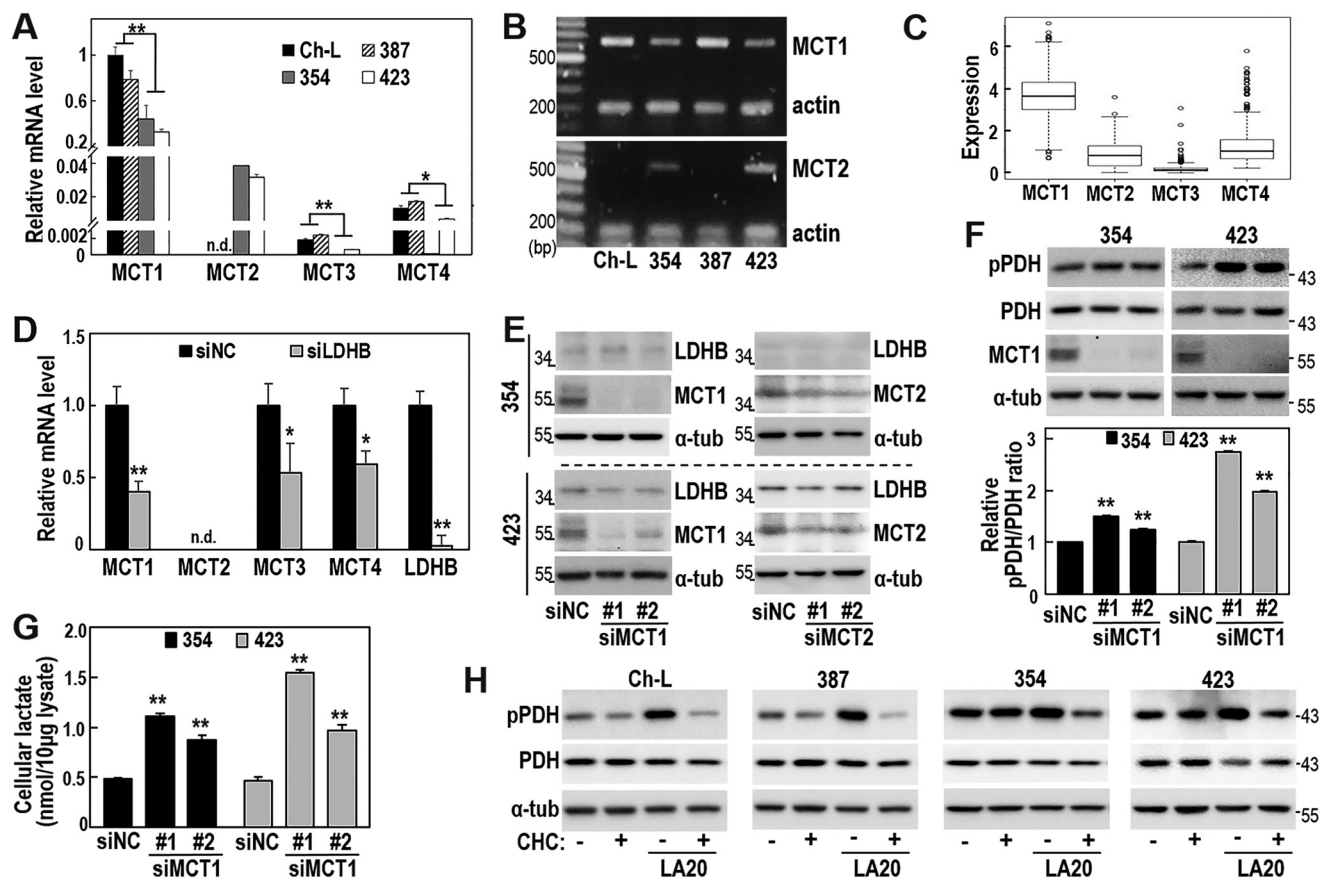 A
Relative mRNA level
1
0.6
0.2
0.04
0.02
0.002
0
** ** *
Ch-L 387
354 423
n.d.
MCT1 MCT2 MCT3 MCT4
B
500
200
500
200
(bp)
MCT1
actin
MCT2
actin
Ch-L 354 387 423
C
Expression
6
4
2
0
MCT1 MCT2 MCT3 MCT4
D
Relative mRNA level
1.5
1.0
0.5
0
siNC siLDHB
** * * **
n.d.
MCT1 MCT2 MCT3 MCT4 LDHB
E
354
34 LDHB 34 LDHB
55 MCT1 34 MCT2
55 α-tub 55 α-tub
423
34 LDHB 34 LDHB
55 MCT1 34 MCT2
55 α-tub 55 α-tub
siNC #1 #2 siNC #1 #2
siMCT1 siMCT2
F
354 423
pPDH 43
PDH 43
MCT1 55
α-tub 55
Relative
pPDH/PDH ratio
3
2
1
0
354 423
** ** ** **
siNC #1 #2 siNC #1 #2
siMCT1 siMCT1
G
Cellular lactate
(nmol/10µg lysate)
2.0
1.5
1.0
0.5
0
354 423
** ** ** **
siNC #1 #2 siNC #1 #2
siMCT1 siMCT1
H
Ch-L 387 354 423
pPDH -43
PDH -43
α-tub -55
CHC: - + - + - + - + - + - + - + - +
LA20 LA20 LA20 LA20